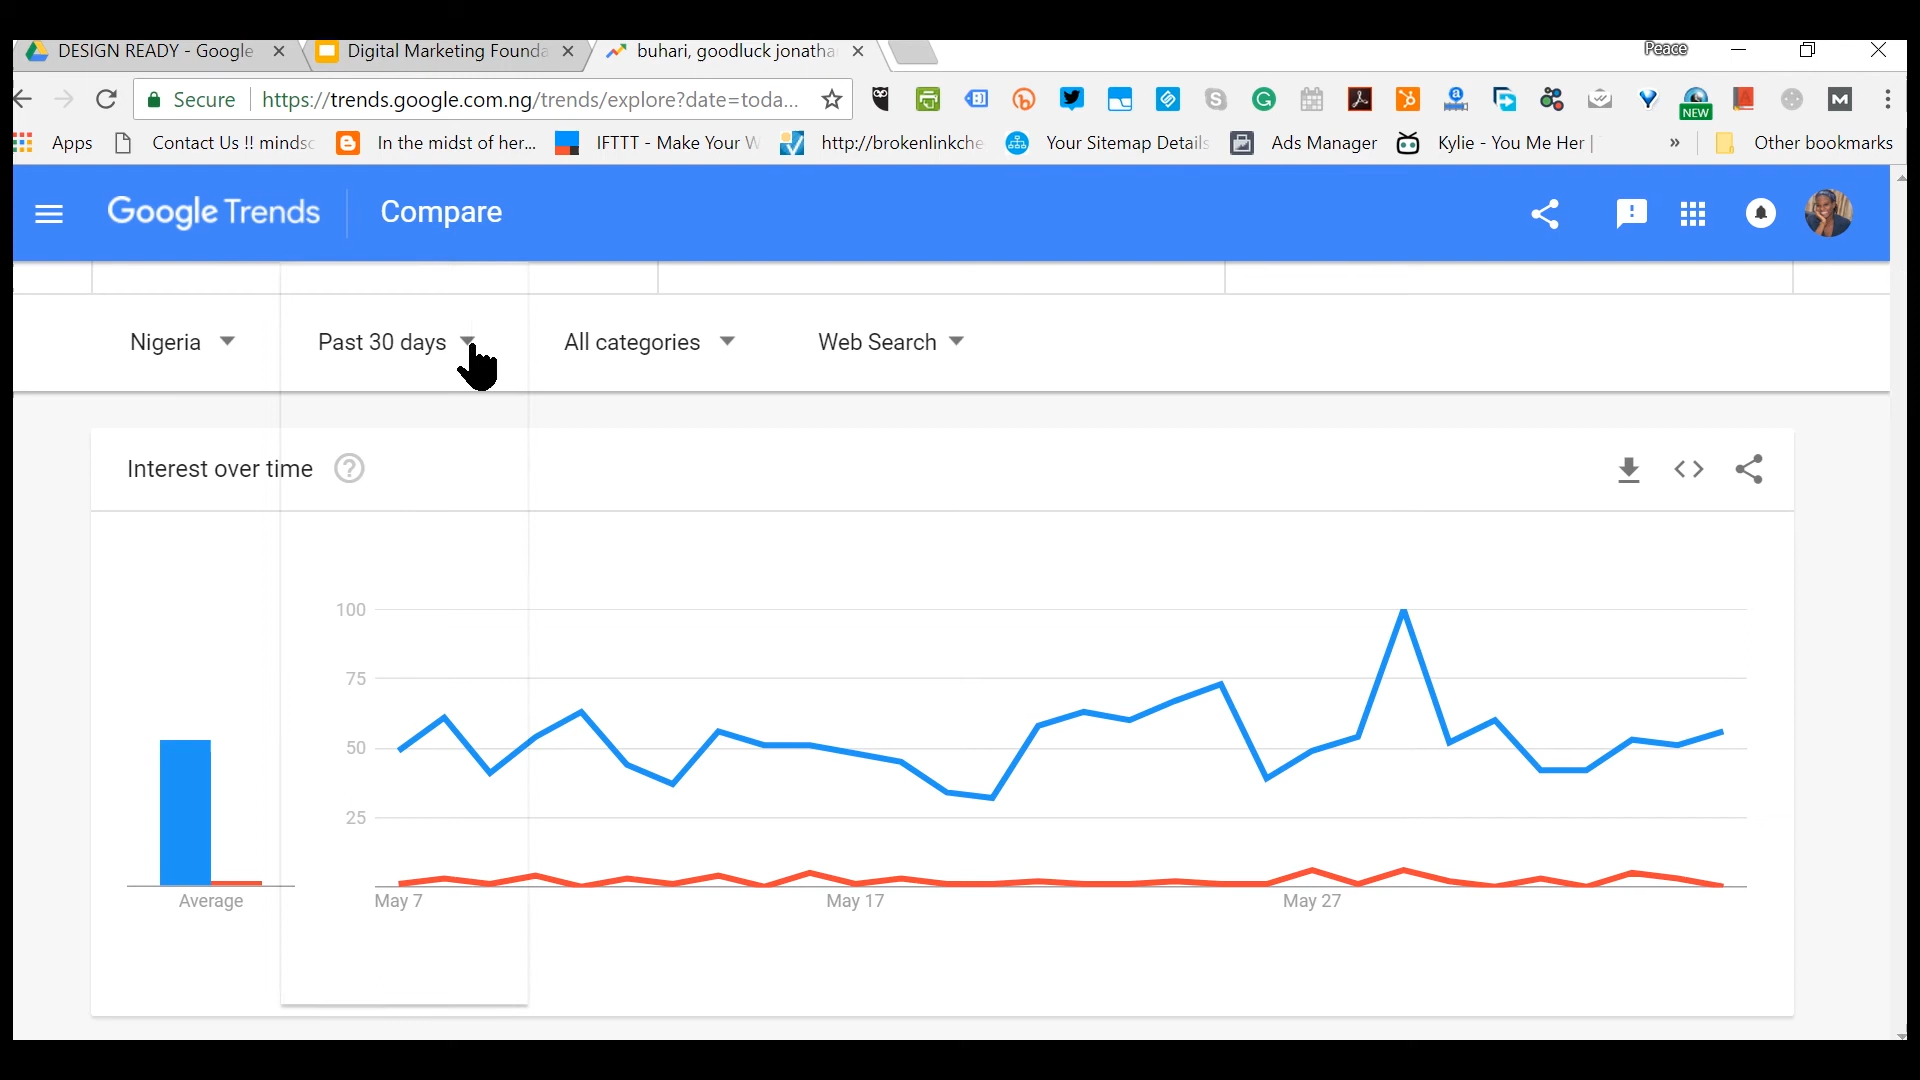 DESIGN READY - Google
Digital Marketing Founda
buhari, goodluck jonatha
Peace
Secure
https://trends.google.com.ng/trends/explore?date=toda...
NEW
Apps
Contact Us !! mindsc
In the midst of her...
IFTTT - Make Your W
http://brokenlinkche
Your Sitemap Details
Ads Manager
Kylie - You Me Her |
»
Other bookmarks
Google Trends
Compare
Nigeria
Past 30 days
All categories
Web Search
Interest over time
?
100
75
50
25
Average
May 7
May 17
May 27